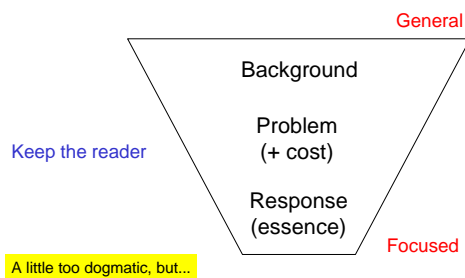 General
Background
Problem
(+ cost)
Keep the reader
Response
(essence)
Focused
A little too dogmatic, but...